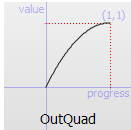 value
(1,1)
progress
OutQuad